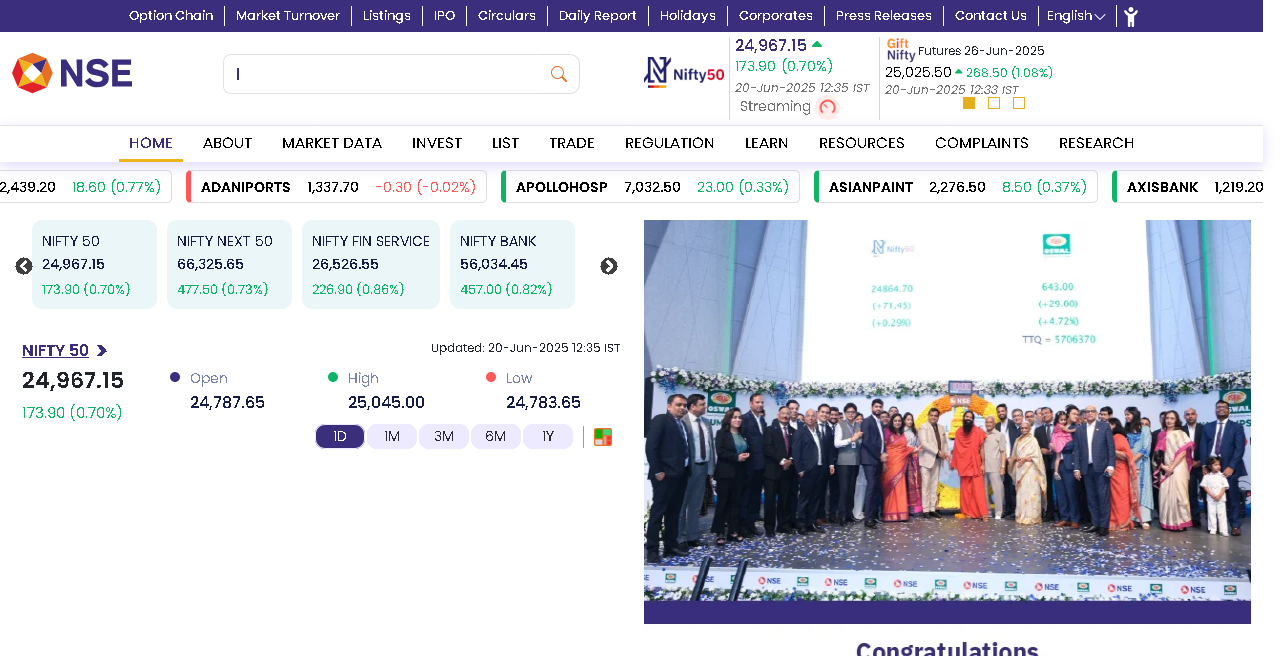 Option Chain Market Turnover Listings IPO Circulars Daily Report Holidays Corporates Press Releases Contact Us English
NSE
Nifty50
24,967.15
173.90 (0.70%)
20-Jun-2025 12:35 IST
Streaming
Gift Nifty Futures 26-Jun-2025
25,025.50 268.50 (1.08%)
20-Jun-2025 12:33 IST
HOME ABOUT MARKET DATA INVEST LIST TRADE REGULATION LEARN RESOURCES COMPLAINTS RESEARCH
2,439.20 18.60 (0.77%) ADANIPORTS 1,337.70 -0.30 (-0.02%) APOLLOHOSP 7,032.50 23.00 (0.33%) ASIANPAINT 2,276.50 8.50 (0.37%) AXISBANK 1,219.20
NIFTY 50
24,967.15
173.90 (0.70%)
NIFTY NEXT 50
66,325.65
477.50 (0.73%)
NIFTY FIN SERVICE
26,526.55
226.90 (0.86%)
NIFTY BANK
56,034.45
457.00 (0.82%)
NIFTY 50
Updated: 20-Jun-2025 12:35 IST
24,967.15
173.90 (0.70%)
Open
24,787.65
High
25,045.00
Low
24,783.65
1D 1M 3M 6M 1Y
Nifty50
24864.70
(+71.45)
(+0.29%)
643.00
(+29.00)
(+4.72%)
TTQ = 5706370
NSE
OSWAL
OSWAL
NSE NSE NSE NSE NSE NSE NSE NSE
Congratulations